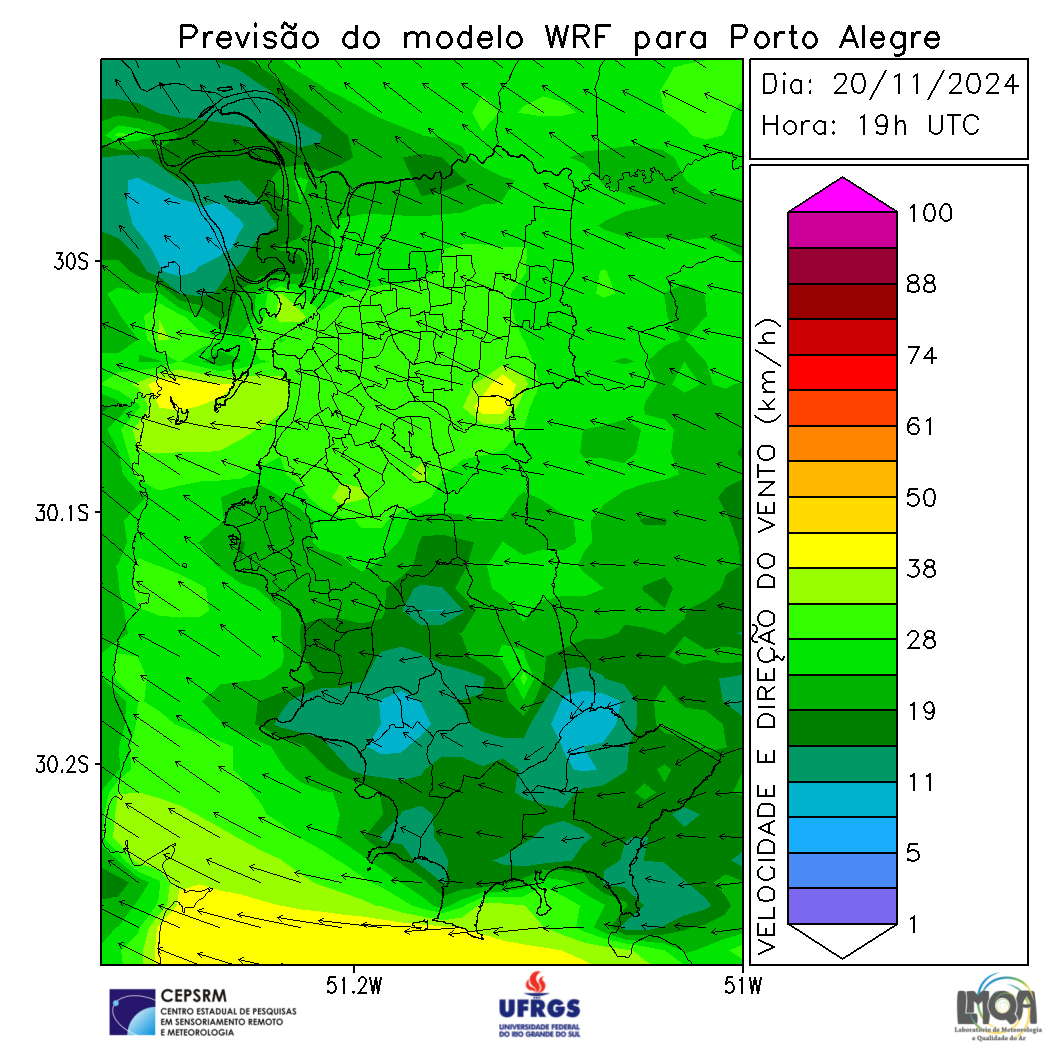 Previsão do modelo WRF para Porto Alegre
Dia: 20/11/2024
Hora: 19h UTC
30S
30.1S
30.2S
51.2W
51W
VELOCIDADE E DIREÇÃO DO VENTO (km/h)
100
88
74
61
50
38
28
19
11
5
1
CEPSRM
CENTRO ESTADUAL DE PESQUISAS
EM SENSORIAMENTO REMOTO
E METEOROLOGIA
UFRGS
UNIVERSIDADE FEDERAL
DO RIO GRANDE DO SUL
LMQA
Laboratório de Meteorologia
e Qualidade do Ar